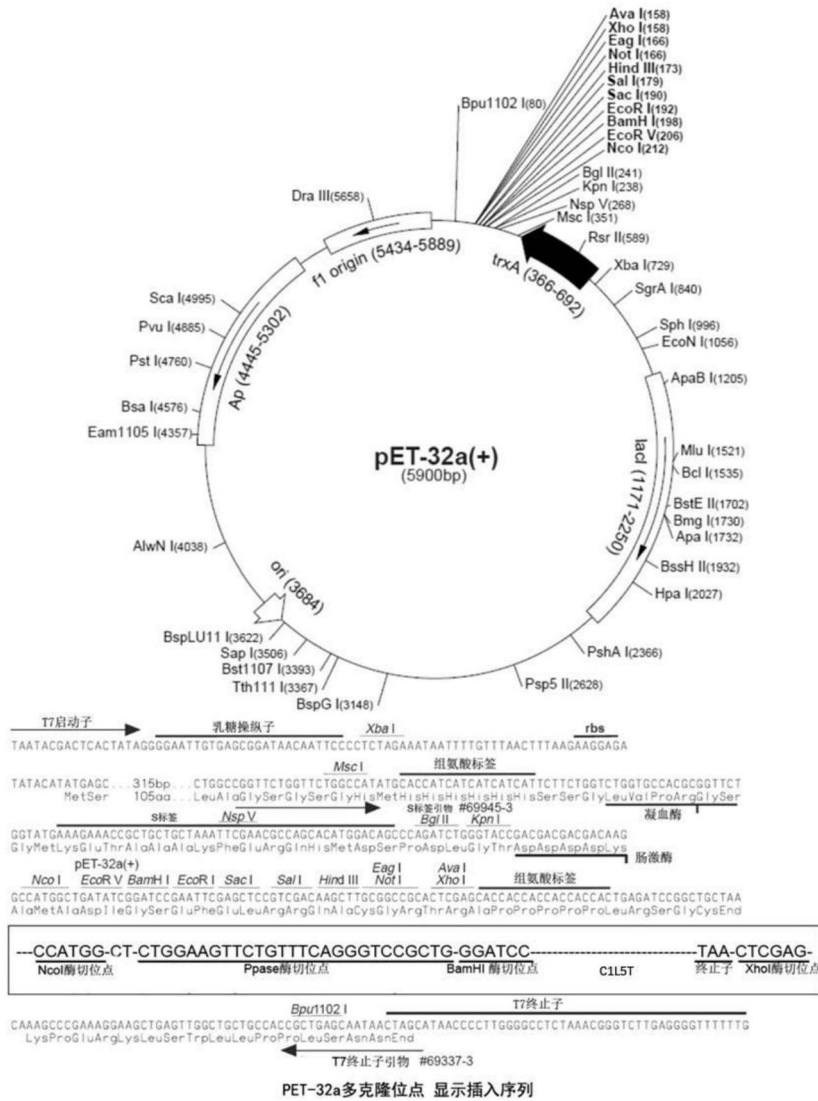 Ava I(158)
Xho I(158)
Eag I(166)
Not I(166)
Hind III(173)
Sal I(179)
Sac I(190)
EcoR I(192)
BamH I(198)
EcoR V(206)
Nco I(212)
Bpu1102 I(80)
Bgl II(241)
Kpn I(238)
Nsp V(268)
Msc I(351)
Dra III(5658)
Rsr II(589)
f1 origin (5434-5889)
trxA (366-692)
Xba I(729)
SgrA I(840)
Sca I(4995)
Sph I(996)
Pvu I(4885)
EcoN I(1056)
Ap (4445-5302)
Pst I(4760)
ApaB I(1205)
Bsa I(4576)
Eam1105 I(4357)
pET-32a(+)
(5900bp)
lacI (1171-2250)
Mlu I(1521)
Bcl I(1535)
BstE II(1702)
Bmg I(1730)
Apa I(1732)
AlwN I(4038)
BssH II(1932)
ori (3684)
Hpa I(2027)
BspLU11 I(3622)
PshA I(2366)
Sap I(3506)
Bst1107 I(3393)
Tth111 I(3367)
Psp5 II(2628)
BspG I(3148)
T7启动子 乳糖操纵子 Xba I rbs
TAATACGACTCACTATAGGGGAATTGTGAGCGGATAACAATTCCCCTCTAGAAATAATTTTGTTTAACTTTAAGAAGGAGA
Msc I 组氨酸标签
TATACATATGAGC...315bp...CTGGCCGGTTCTGGTTCTGGCCATATGCACCATCATCATCATCATTCTTCTGGTCTGGTGCCACGCGGTTCT
MetSer 105aa...LeuAlaGlySerGlySerGlyHisMetHisHisHisHisHisHisSerSerGlyLeuValProArgGlySer
S标签 Nsp V S标签引物 #69945-3 Bgl II Kpn I 凝血酶
GGTATGAAAGAAACCGCTGCTGCTAAATTCGAACGCCAGCACATGGACAGCCCAGATCTGGGTACCGACGACGACGACAAG
GlyMetLysGluThrAlaAlaAlaLysPheGluArgGlnHisMetAspSerProAspLeuGlyThrAspAspAspAspLys
pET-32a(+) 肠激酶
Nco I EcoR V BamH I EcoR I Sac I Sal I Hind III Eag I Not I Ava I Xho I 组氨酸标签
GCCATGGCTGATATCGGATCCGAATTCGAGCTCCGTCGACAAGCTTGCGGCCGCACTCGAGCACCACCACCACCACCACTGAGATCCGGCTGCTAA
AlaMetAlaAspIleGlySerGluPheGluLeuArgArgGlnAlaCysGlyArgThrArgAlaProProProProProLeuArgSerGlyCysEnd
---CCATGG-CT-CTGGAAGTTCTGTTTCAGGGTCCGCTG-GGATCC------------------------TAA-CTCGAG-
NcoI酶切位点 Ppase酶切位点 BamHI 酶切位点 C1L5T 终止子 XhoI酶切位点
Bpu1102 I T7终止子
CAAAGCCCGAAAGGAAGCTGAGTTGGCTGCTGCCACCGCTGAGCAATAACTAGCATAACCCCTTGGGGCCTCTAAACGGGTCTTGAGGGGTTTTTTG
LysProGluArgLysLeuSerTrpLeuLeuProProLeuSerAsnAsnEnd
T7终止子引物 #69337-3
PET-32a多克隆位点 显示插入序列